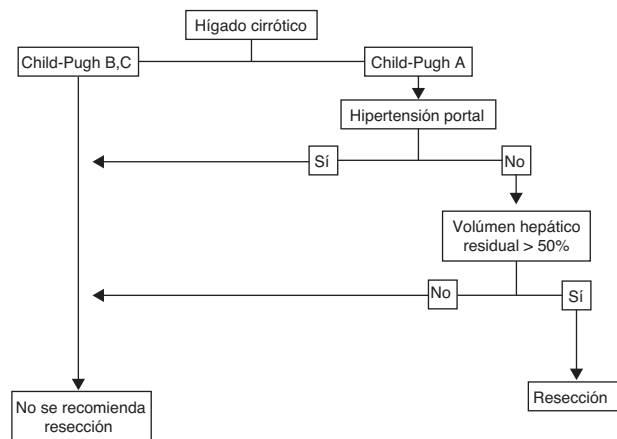 Hígado cirrótico
Child-Pugh B,C
Child-Pugh A
Hipertensión portal
Sí
No
Volúmen hepático
residual > 50%
No
Sí
No se recomienda
resección
Resección